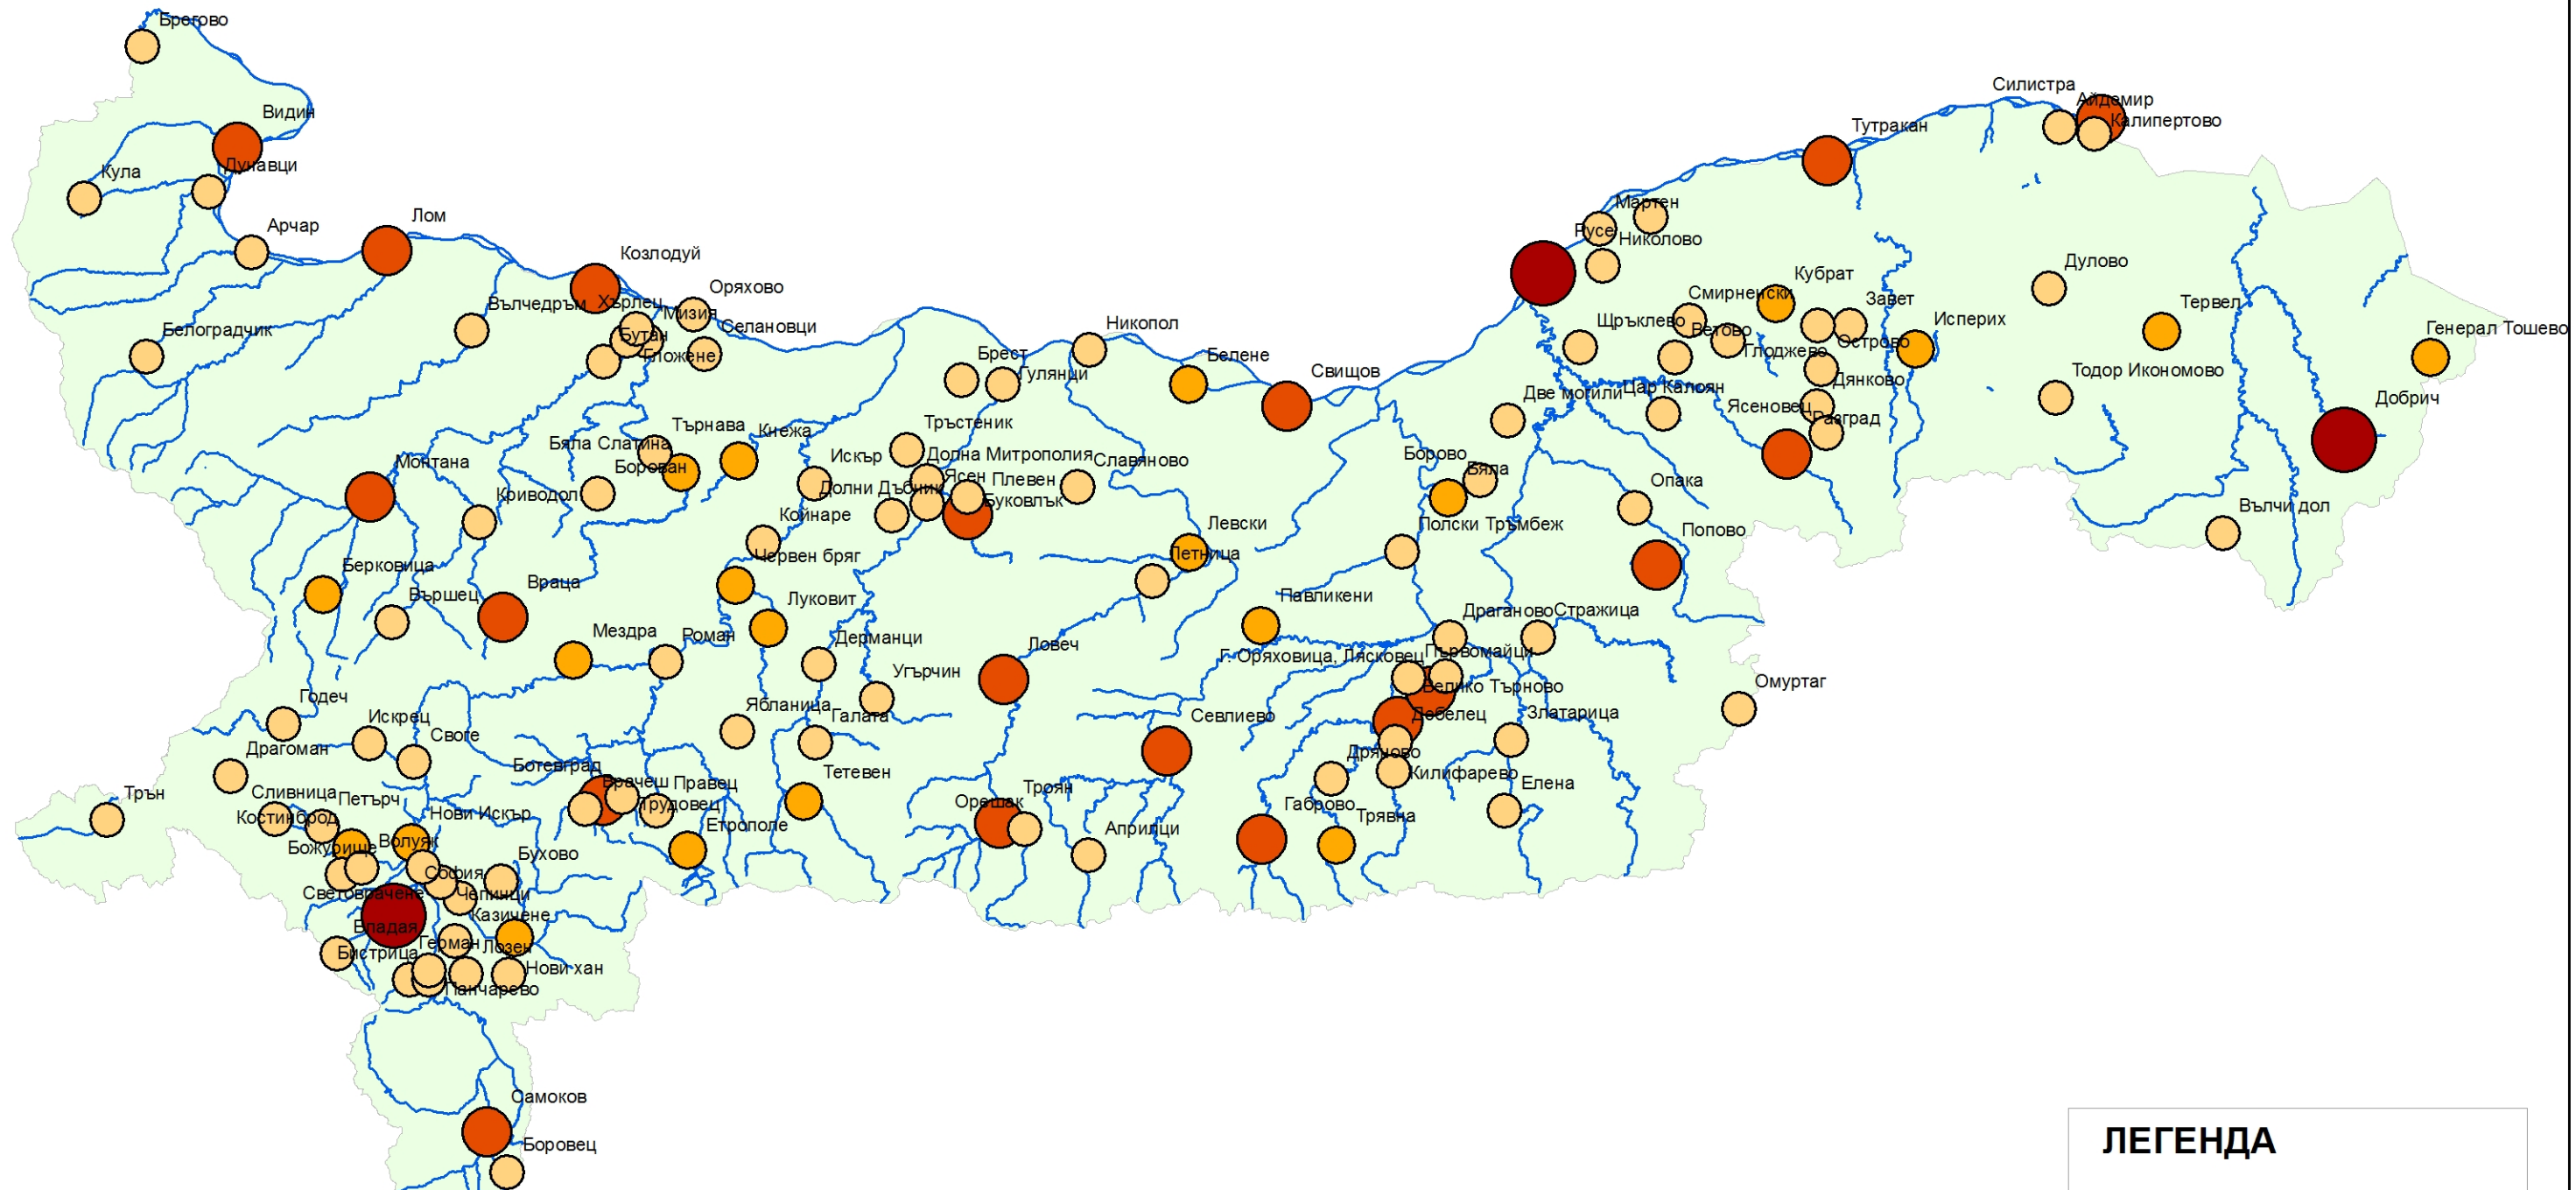 Брегово
Видин
Дунавци
Кула
Арчар
Лом
Козлодуй
Оряхово
Вълчедръм
Хърлец
Мизия
Бутан
Гложене
Селановци
Белоградчик
Никопол
Белене
Свищов
Брест
Гулянци
Русе
Мартен
Николово
Тутракан
Силистра
Айдемир
Калипертово
Кубрат
Смирненски
Завет
Щръклево
Ветово
Глоджево
Острово
Исперих
Дулово
Тервел
Генерал Тошево
Две могили
Цар Калоян
Дянково
Ясеновец
Разград
Тодор Икономово
Добрич
Вълчи дол
Търнава
Кнежа
Бяла Слатина
Борован
Тръстеник
Искър
Долна Митрополия
Долни Дъбник
Ясен
Плевен
Буковлък
Славяново
Монтана
Криводол
Койнаре
Червен бряг
Левски
Летница
Борово
Бяла
Полски Тръмбеж
Опака
Попово
Берковица
Вършец
Враца
Мездра
Роман
Луковит
Дерманци
Угърчин
Ловеч
Павликени
Драганово
Стражица
Г. Оряховица, Лясковец
Първомайци
Велико Търново
Дебелец
Златарица
Омуртаг
Годеч
Искрец
Своге
Драгоман
Ябланица
Галата
Севлиево
Дряново
Килифарево
Елена
Трън
Сливница
Петърч
Костинброд
Нови Искър
Божурище
Волуяк
Ботевград
Врачеш
Правец
Трудовец
Етрополе
Тетевен
Орешак
Троян
Априлци
Габрово
Трявна
Бухово
София
Световрачене
Чепинци
Казичене
Владая
Герман
Лозен
Бистрица
Нови хан
Панчарево
Самоков
Боровец
ЛЕГЕНДА